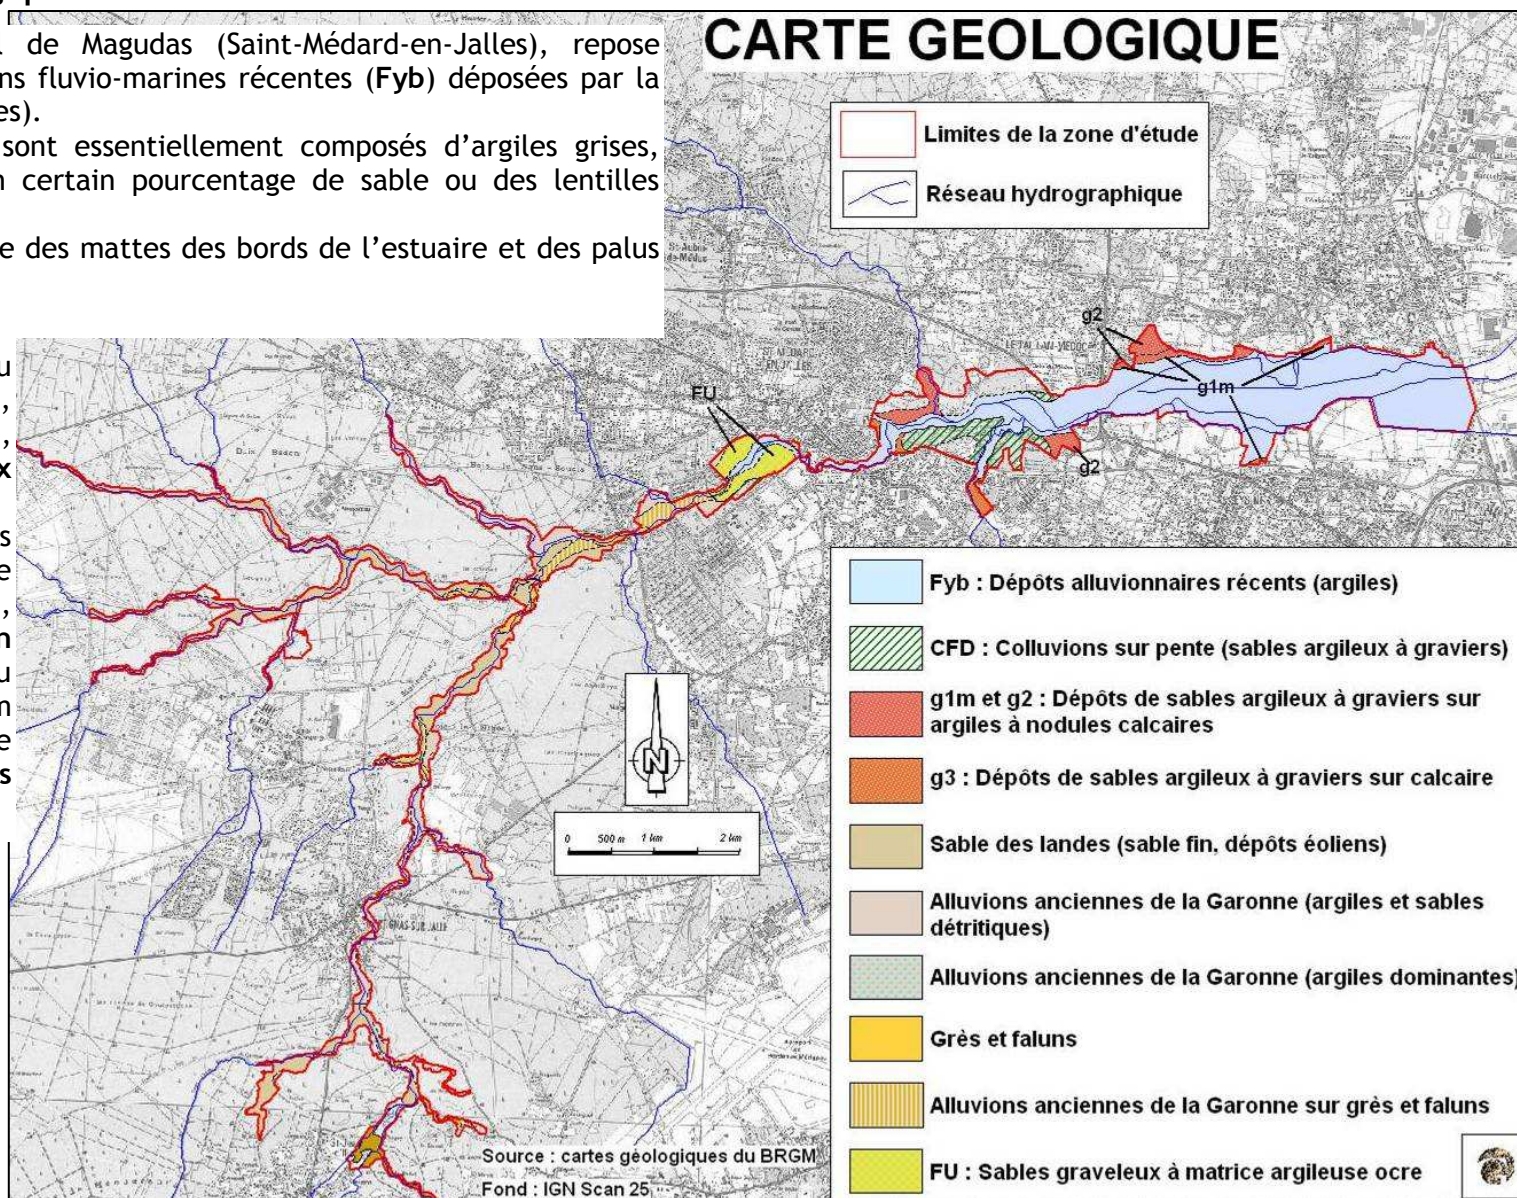 l de Magudas (Saint-Médard-en-Jalles), repose
ns fluvio-marines récentes (Fyb) déposées par la
es).
sont essentiellement composés d'argiles grises,
n certain pourcentage de sable ou des lentilles
e des mattes des bords de l'estuaire et des palus
u
,
,
x
s
e
,
n
u
m
e
s
CARTE GEOLOGIQUE
Limites de la zone d'étude
Réseau hydrographique
g2
g1m
FU
g2
N
0 500 m 1 km 2 km
Fyb : Dépôts alluvionnaires récents (argiles)
CFD : Colluvions sur pente (sables argileux à graviers)
g1m et g2 : Dépôts de sables argileux à graviers sur
argiles à nodules calcaires
g3 : Dépôts de sables argileux à graviers sur calcaire
Sable des landes (sable fin, dépôts éoliens)
Alluvions anciennes de la Garonne (argiles et sables
détritiques)
Alluvions anciennes de la Garonne (argiles dominantes)
Grès et faluns
Alluvions anciennes de la Garonne sur grès et faluns
FU : Sables graveleux à matrice argileuse ocre
Source : cartes géologiques du BRGM
Fond : IGN Scan 25